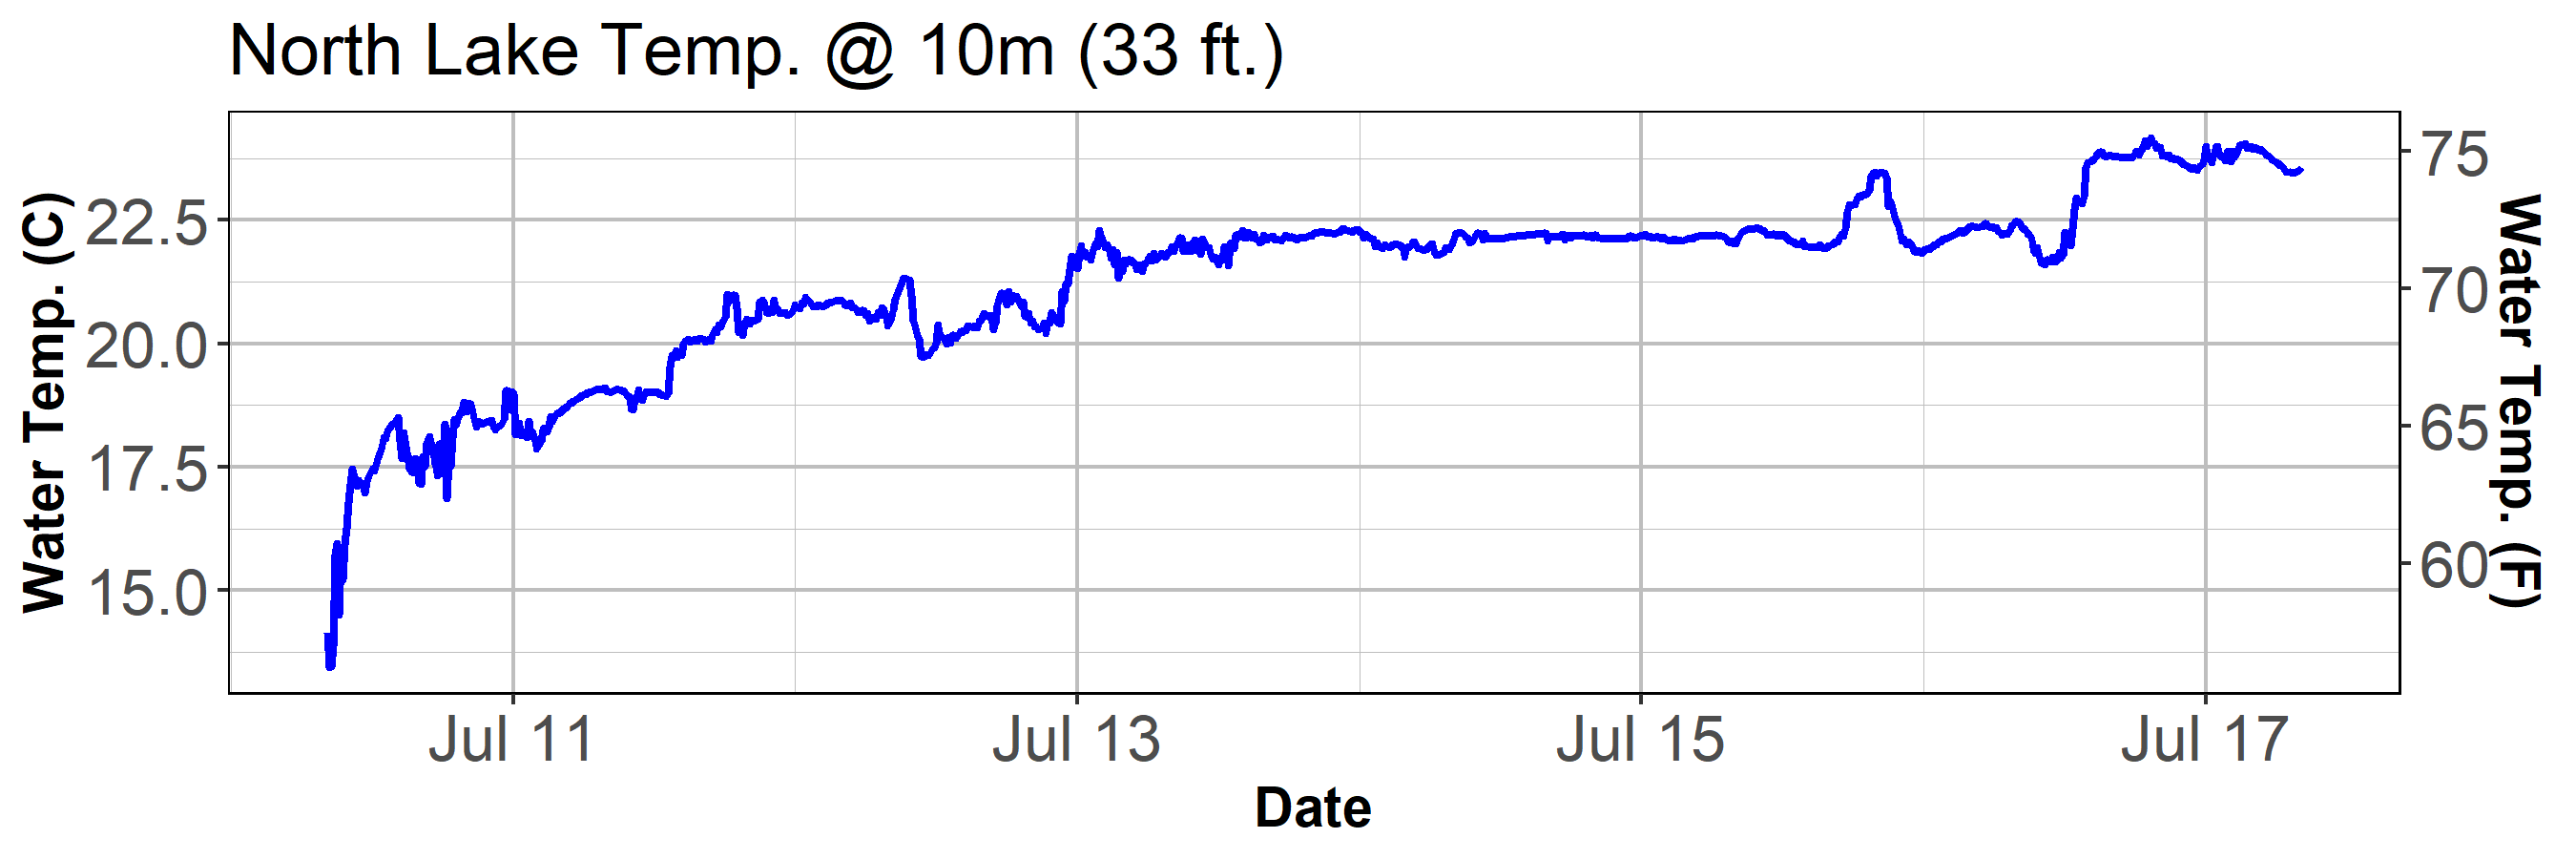 North Lake Temp. @ 10m (33 ft.)
Water Temp. (C)
22.5
20.0
17.5
15.0
75
70
65
60
Water Temp. (F)
Jul 11
Jul 13
Jul 15
Jul 17
Date